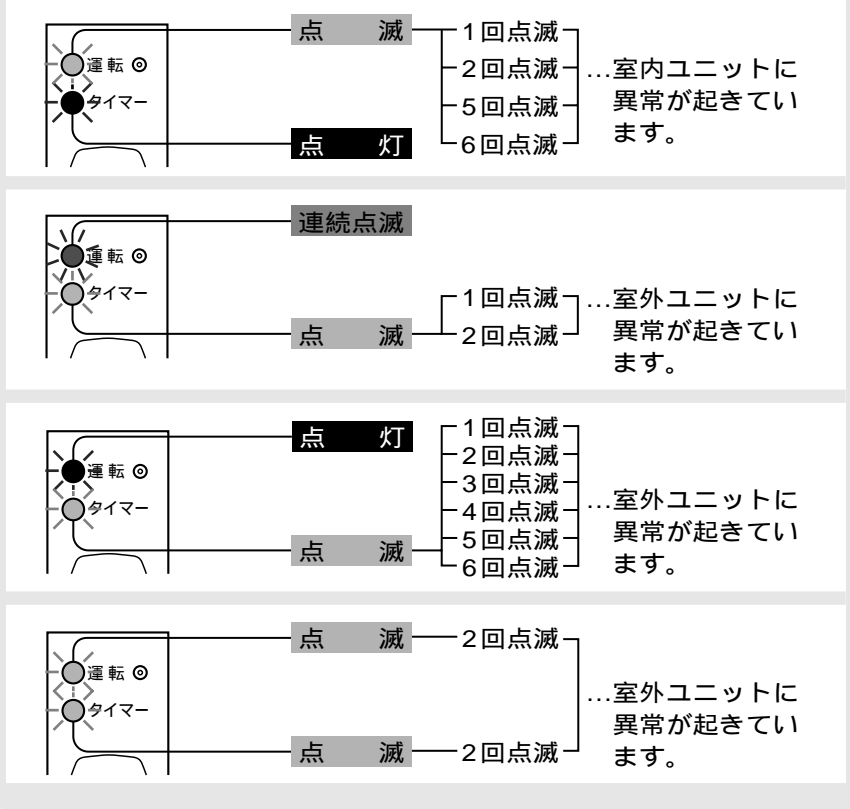 点 滅
1回点滅
2回点滅
5回点滅
6回点滅
運転
タイマー
点 灯
…室内ユニットに
異常が起きてい
ます。
連続点滅
運転
タイマー
点 滅
1回点滅
2回点滅
…室外ユニットに
異常が起きてい
ます。
点 灯
運転
タイマー
点 滅
1回点滅
2回点滅
3回点滅
4回点滅
5回点滅
6回点滅
…室外ユニットに
異常が起きてい
ます。
点 滅
2回点滅
運転
タイマー
点 滅
2回点滅
…室外ユニットに
異常が起きてい
ます。